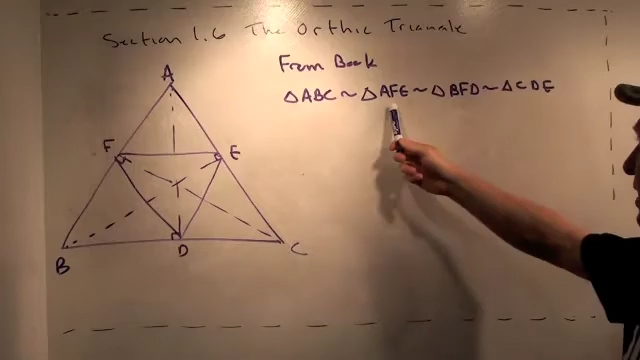 Section 1.6 The Orthic Triangle
From Book
△ABC ~ △AFE ~ △BFD ~ △CDE
A
F
E
B
D
C